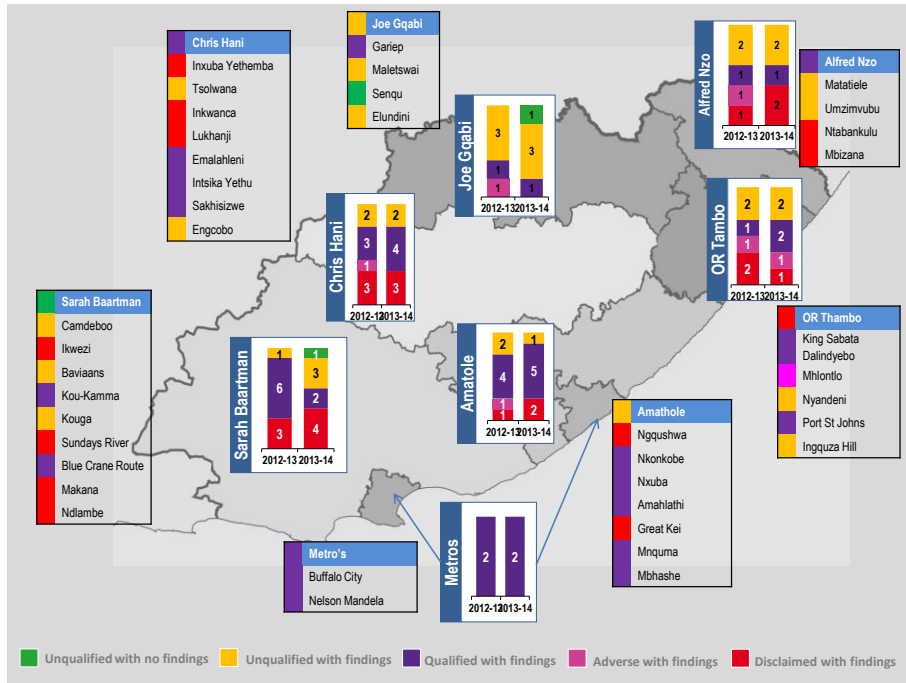 Chris Hani
Inxuba Yethemba
Tsolwana
Inkwanca
Lukhanji
Emalahleni
Intsika Yethu
Sakhisizwe
Engcobo
Joe Gqabi
Gariep
Maletswai
Senqu
Elundini
Alfred Nzo
2
2
1
1
1
2
1
2012-13
2013-14
Alfred Nzo
Matatiele
Umzimvubu
Ntabankulu
Mbizana
Joe Gqabi
1
3
3
1
1
1
2012-13
2013-14
OR Tambo
2
2
1
2
1
1
2
1
2012-13
2013-14
Chris Hani
2
2
3
4
1
3
3
2012-13
2013-14
Sarah Baartman
Camdeboo
Ikwezi
Baviaans
Kou-Kamma
Kouga
Sundays River
Blue Crane Route
Makana
Ndlambe
OR Thambo
King Sabata
Dalindyebo
Mhlontlo
Nyandeni
Port St Johns
Ingquza Hill
Sarah Baartman
1
1
3
6
2
3
4
2012-13
2013-14
Amatole
2
1
4
5
1
2
1
2012-13
2013-14
Amathole
Ngqushwa
Nkonkobe
Nxuba
Amahlathi
Great Kei
Mnquma
Mbhashe
Metro's
Buffalo City
Nelson Mandela
Metros
2
2
2012-13
2013-14
Unqualified with no findings
Unqualified with findings
Qualified with findings
Adverse with findings
Disclaimed with findings